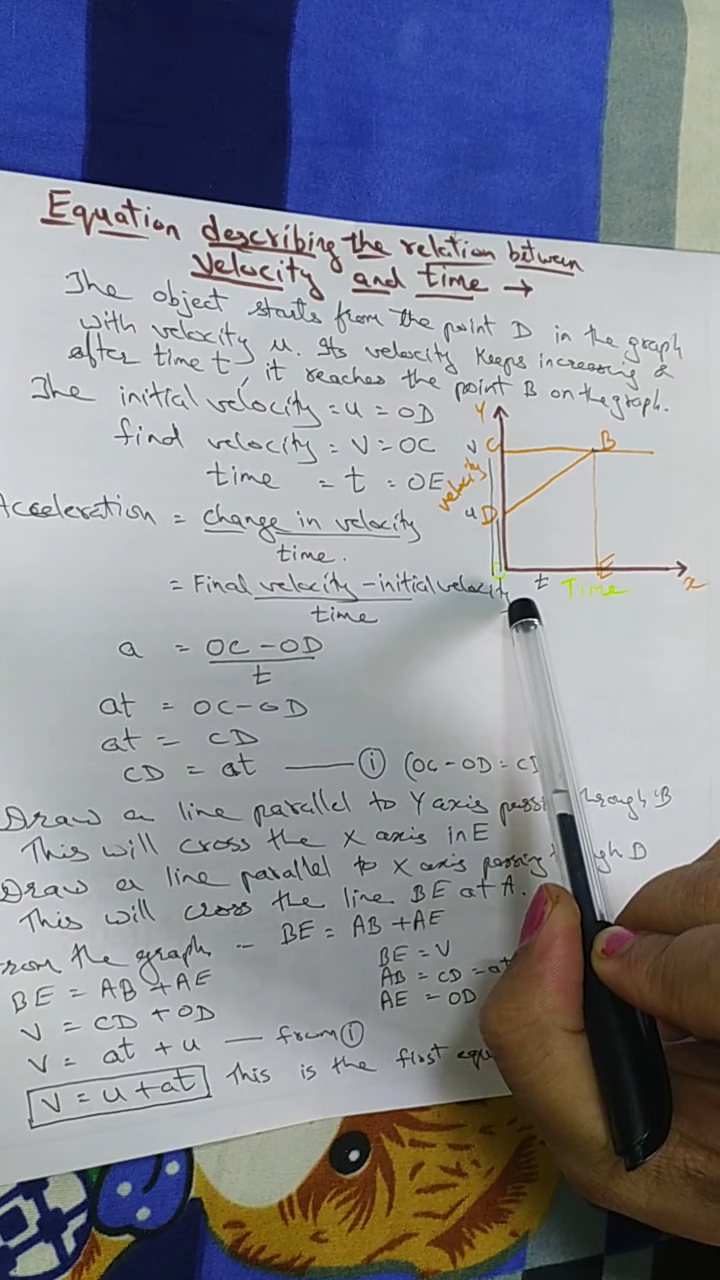 Equation describing the relation between
Velocity and time →
The object starts from the point D in the graph
with velocity u. Its velocity keeps increasing &
after time t, it reaches the point B on the graph.
The initial velocity = u = OD
find velocity = V = OC
time = t = OE
Acceleration = change in velocity
time.
= Final velocity - initial velocity
time
a = OC - OD
t
at = OC - OD
at = CD
CD = at —— (i) (OC - OD = CD
Y
v C B
velocity
u D
O t Time E x
Draw a line parallel to Y axis through B
This will cross the X axis in E
Draw a line parallel to X axis passing D
This will cross the line BE at A.
From the graph - BE = AB + AE
BE = AB + AE
V = CD + OD
V = at + u — from (i)
V = u + at This is the first
BE = V
AB = CD = at
AE = OD